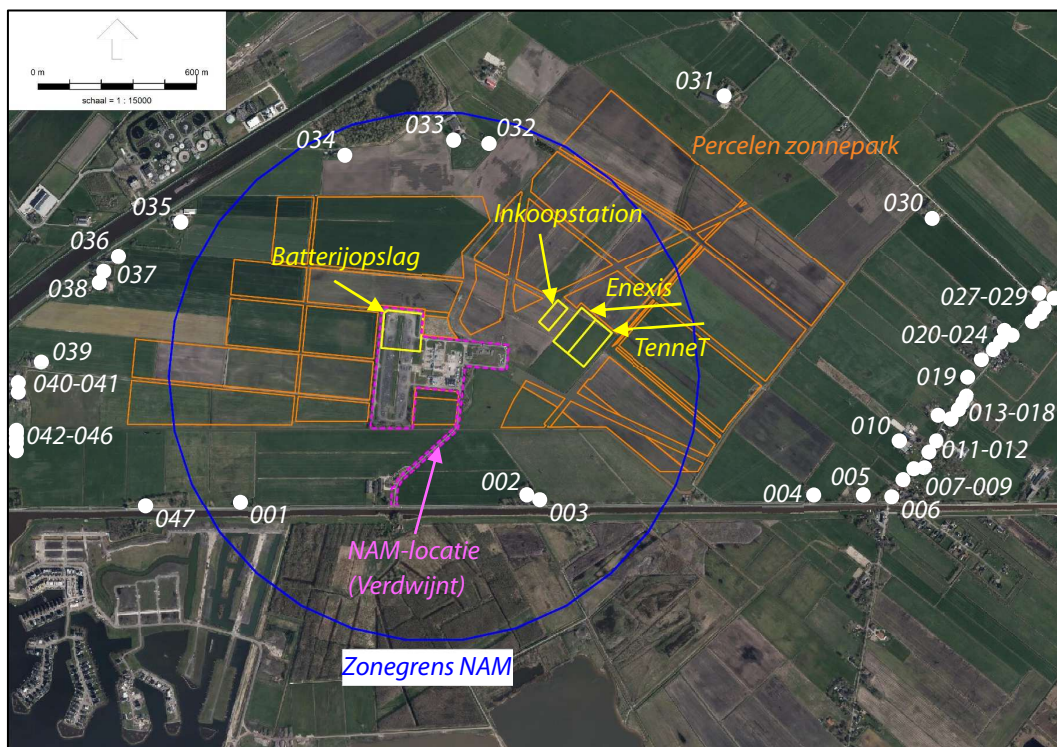 0 m
600 m
schaal = 1 : 15000
031
033
032
034
Percelen zonnepark
035
Inkoopstation
030
036
Batterijopslag
037
038
Enexis
027-029
020-024
TenneT
039
019
040-041
013-018
010
042-046
011-012
002
004
005
007-009
047
001
003
006
NAM-locatie
(Verdwijnt)
Zonegrens NAM